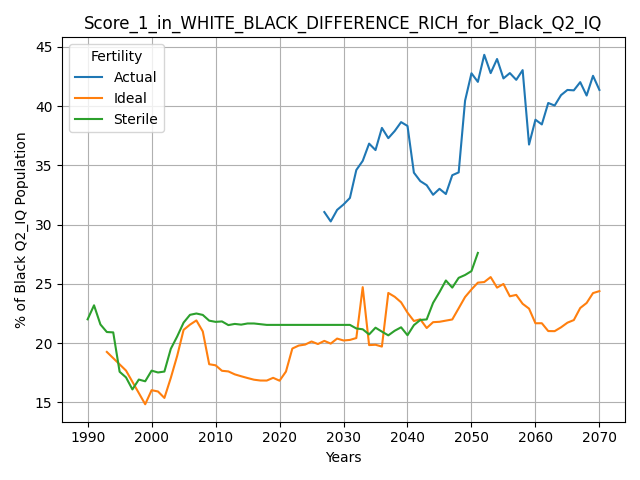 Score_1_in_WHITE_BLACK_DIFFERENCE_RICH_for_Black_Q2_IQ
Fertility
Actual
Ideal
Sterile
% of Black Q2_IQ Population
45
40
35
30
25
20
15
1990 2000 2010 2020 2030 2040 2050 2060 2070
Years